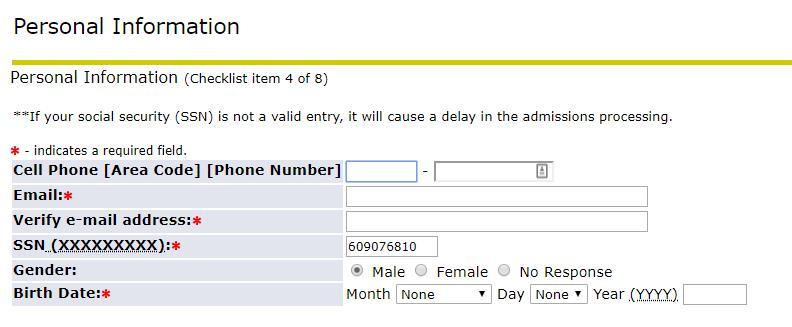 Personal Information
Personal Information (Checklist item 4 of 8)
**If your social security (SSN) is not a valid entry, it will cause a delay in the admissions processing.
* - indicates a required field.
Cell Phone [Area Code] [Phone Number] -
Email:*
Verify e-mail address:*
SSN (XXXXXXXXX):* 609076810
Gender: Male Female No Response
Birth Date:* Month None Day None Year (YYYY)